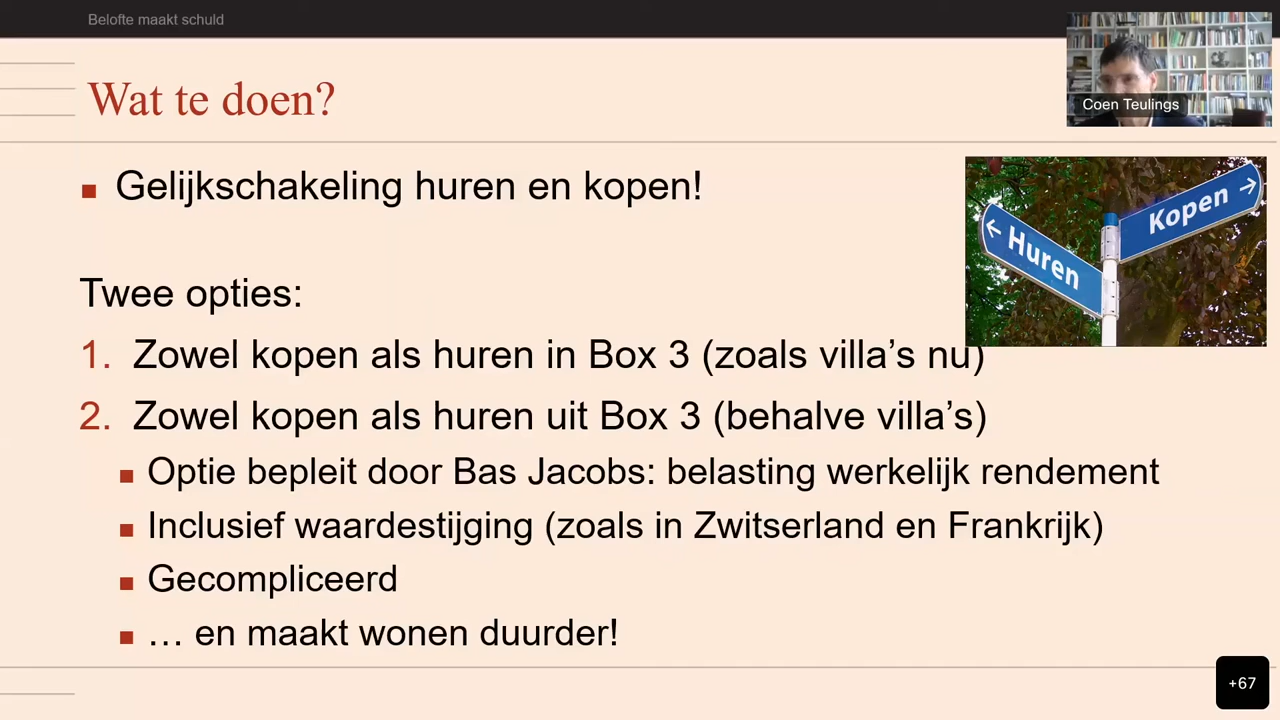 Belofte maakt schuld
Coen Teulings
Wat te doen?
Gelijkschakeling huren en kopen!
← Huren
Kopen →
Twee opties:
1. Zowel kopen als huren in Box 3 (zoals villa’s nu)
2. Zowel kopen als huren uit Box 3 (behalve villa’s)
Optie bepleit door Bas Jacobs: belasting werkelijk rendement
Inclusief waardestijging (zoals in Zwitserland en Frankrijk)
Gecompliceerd
… en maakt wonen duurder!
+67